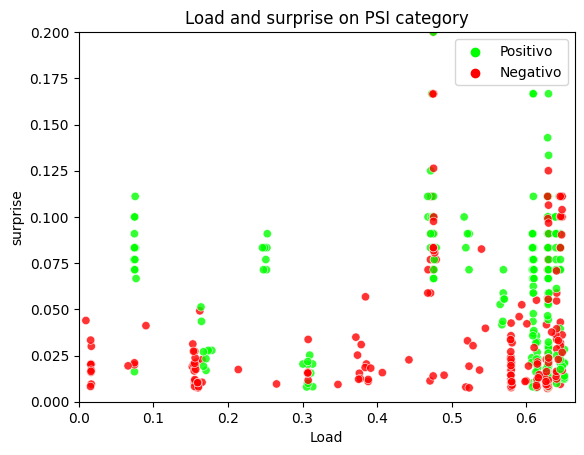 Load and surprise on PSI category
Positivo
Negativo
surprise
0.200
0.175
0.150
0.125
0.100
0.075
0.050
0.025
0.000
0.0 0.1 0.2 0.3 0.4 0.5 0.6
Load